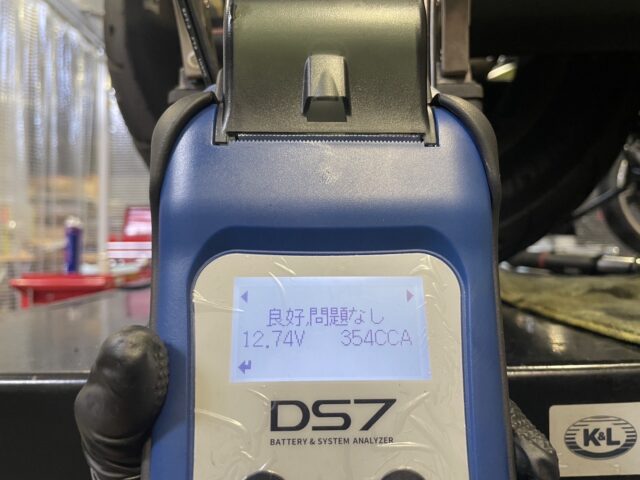 良好,問題なし
12.74V 354CCA
DS7
BATTERY & SYSTEM ANALYZER
K&L